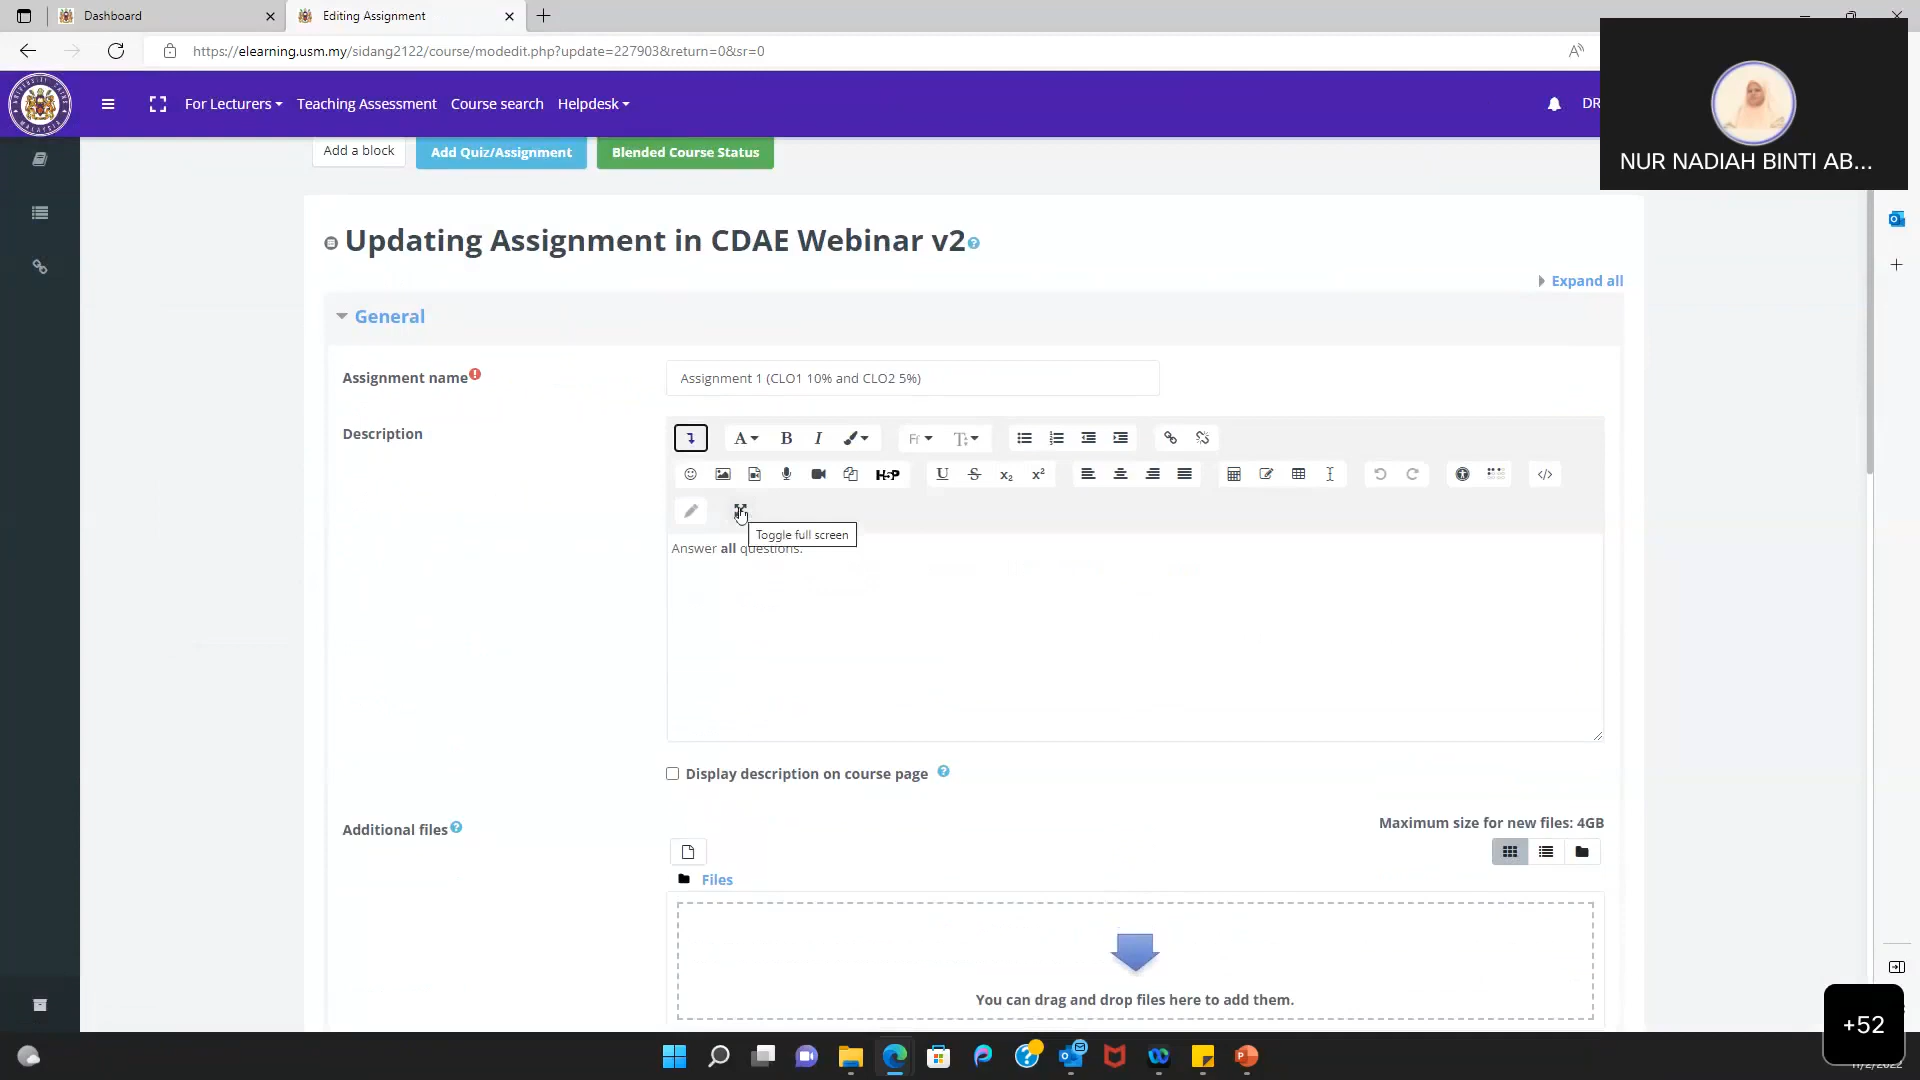 Dashboard
Editing Assignment
https://elearning.usm.my/sidang2122/course/modedit.php?update=227903&return=0&sr=0
For Lecturers
Teaching Assessment
Course search
Helpdesk
DR
NUR NADIAH BINTI AB...
Add a block
Add Quiz/Assignment
Blended Course Status
Updating Assignment in CDAE Webinar v2
Expand all
General
Assignment name
Assignment 1 (CLO1 10% and CLO2 5%)
Description
H-P
Toggle full screen
Answer all questions.
Display description on course page
Additional files
Maximum size for new files: 4GB
Files
You can drag and drop files here to add them.
+52